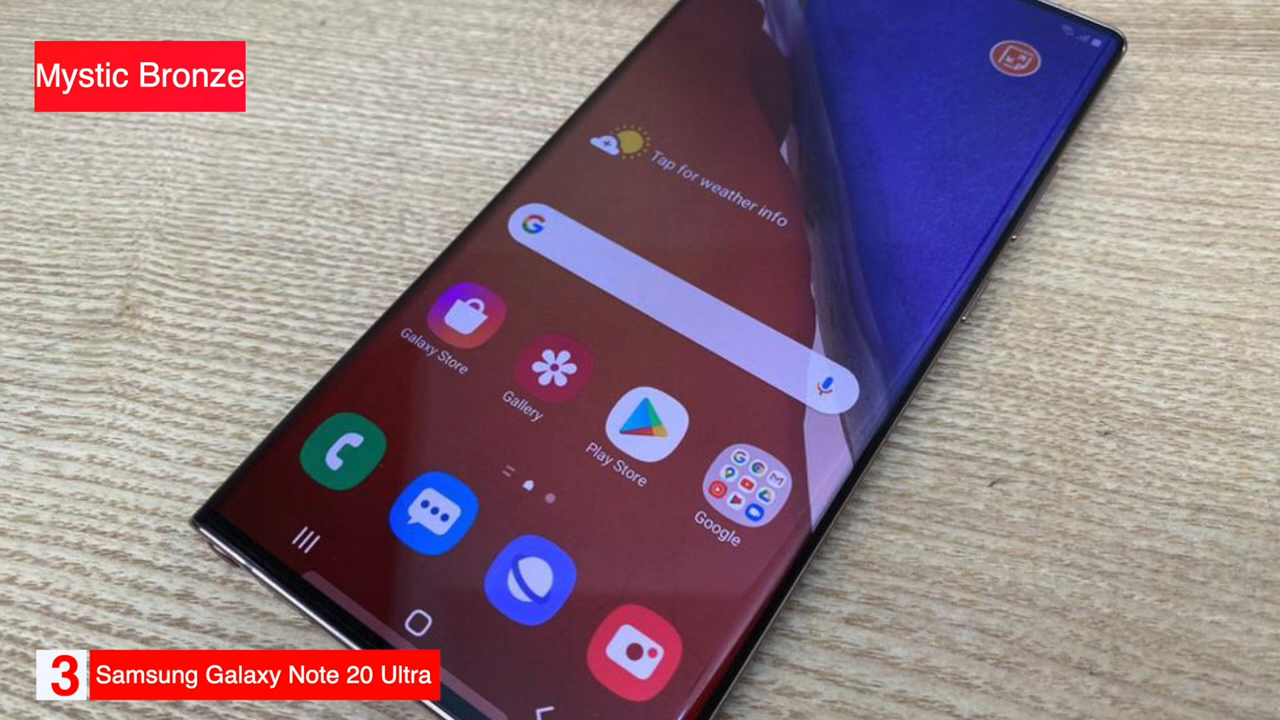 Mystic Bronze
Tap for weather info
G
Galaxy Store
Gallery
Play Store
Google
3 Samsung Galaxy Note 20 Ultra